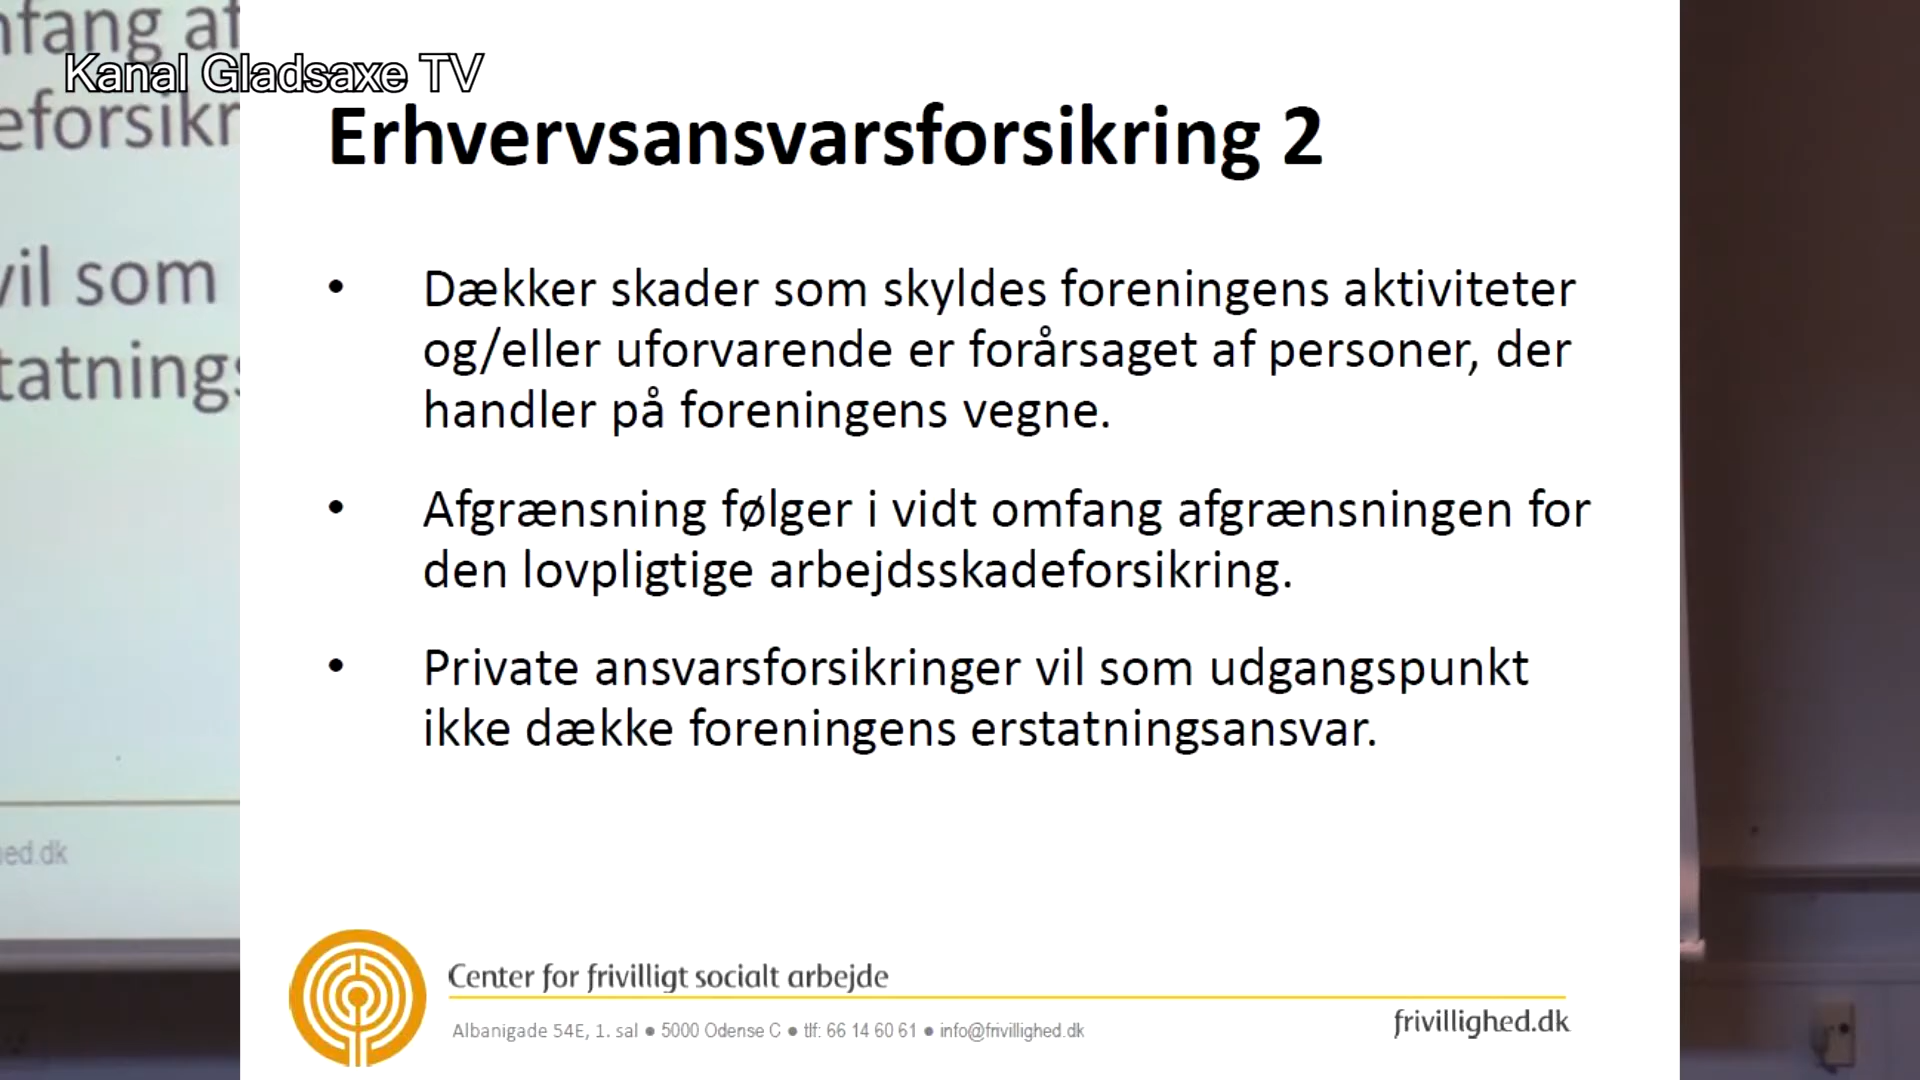 Kanal Gladsaxe TV
Erhvervsansvarsforsikring 2
• Dækker skader som skyldes foreningens aktiviteter
og/eller uforvarende er forårsaget af personer, der
handler på foreningens vegne.
• Afgrænsning følger i vidt omfang afgrænsningen for
den lovpligtige arbejdsskadeforsikring.
• Private ansvarsforsikringer vil som udgangspunkt
ikke dække foreningens erstatningsansvar.
Center for frivilligt socialt arbejde
Albanigade 54E, 1. sal ● 5000 Odense C ● tlf: 66 14 60 61 ● info@frivillighed.dk
frivillighed.dk
vil som